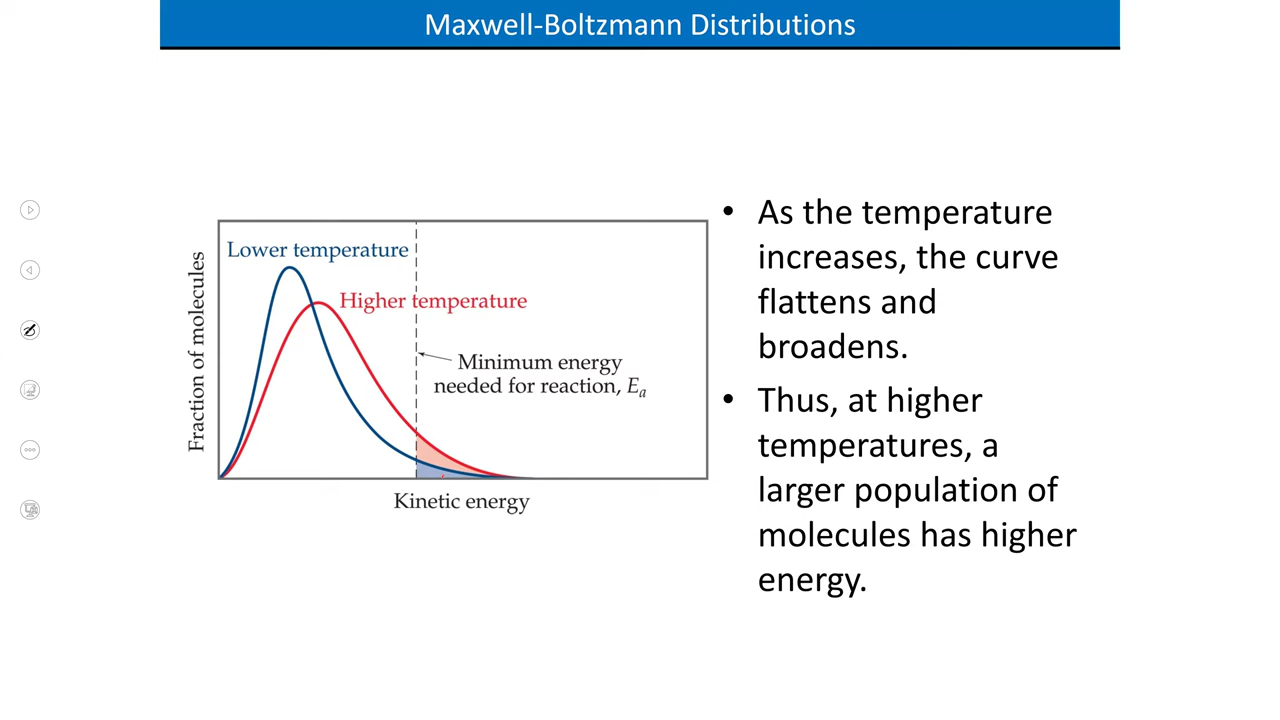 Maxwell-Boltzmann Distributions
Lower temperature
Higher temperature
Minimum energy
needed for reaction, Ea
Fraction of molecules
Kinetic energy
• As the temperature
increases, the curve
flattens and
broadens.
• Thus, at higher
temperatures, a
larger population of
molecules has higher
energy.